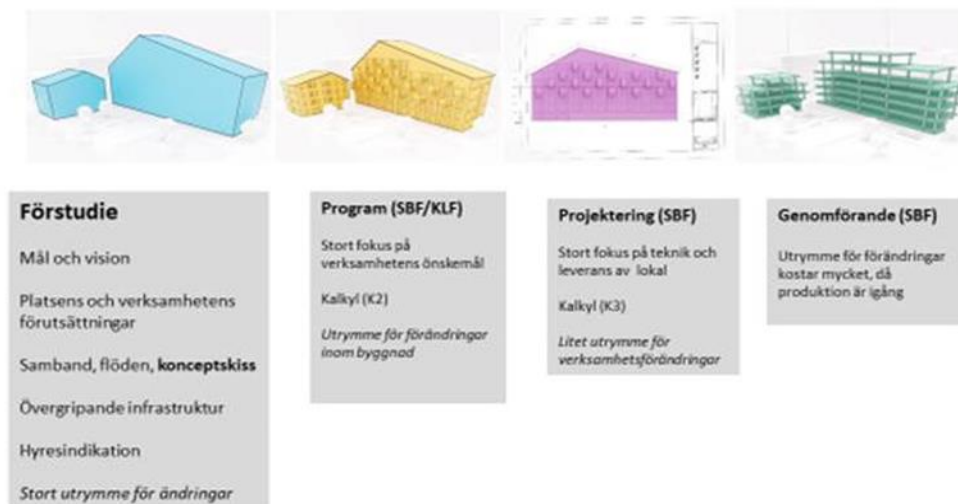 Förstudie
Mål och vision
Platsens och verksamhetens
förutsättningar
Samband, flöden, konceptskiss
Övergripande infrastruktur
Hyresindikation
Stort utrymme för ändringar
Program (SBF/KLF)
Stort fokus på
verksamhetens önskemål
Kalkyl (K2)
Utrymme för förändringar
inom byggnad
Projektering (SBF)
Stort fokus på teknik och
leverans av lokal
Kalkyl (K3)
Litet utrymme för
verksamhetsförändringar
Genomförande (SBF)
Utrymme för förändringar
kostar mycket, då
produktion är igång